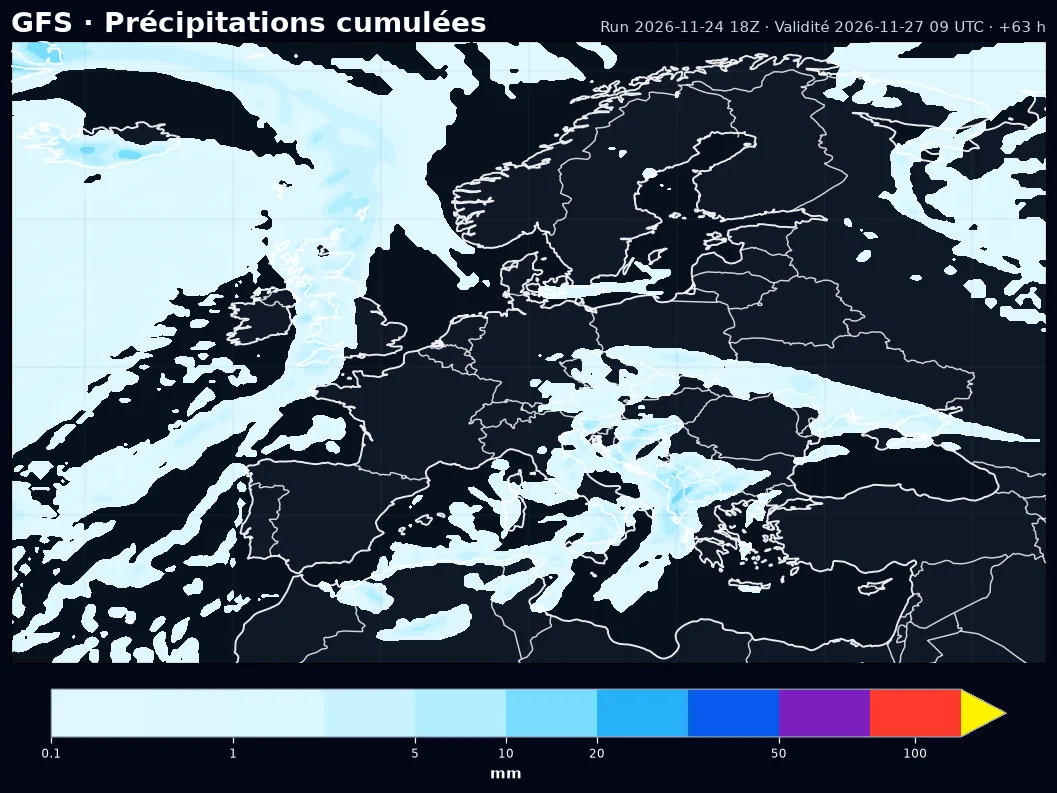 GFS · Précipitations cumulées
Run 2026-11-24 18Z · Validité 2026-11-27 09 UTC · +63 h
0.1 1 5 10 20 50 100
mm